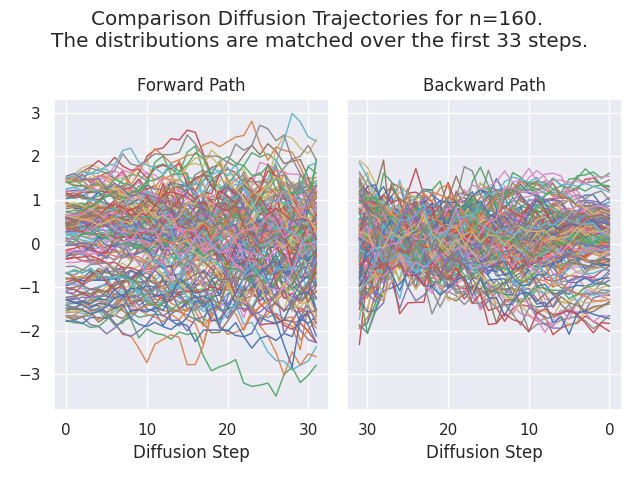 Comparison Diffusion Trajectories for n=160.
The distributions are matched over the first 33 steps.
Forward Path
Backward Path
3
2
1
0
−1
−2
−3
0 10 20 30
30 20 10 0
Diffusion Step
Diffusion Step